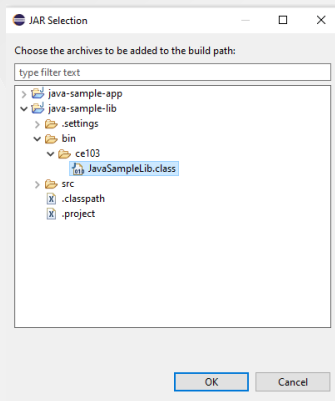 JAR Selection
Choose the archives to be added to the build path:
type filter text
java-sample-app
java-sample-lib
.settings
bin
ce103
JavaSampleLib.class
src
.classpath
.project
OK
Cancel